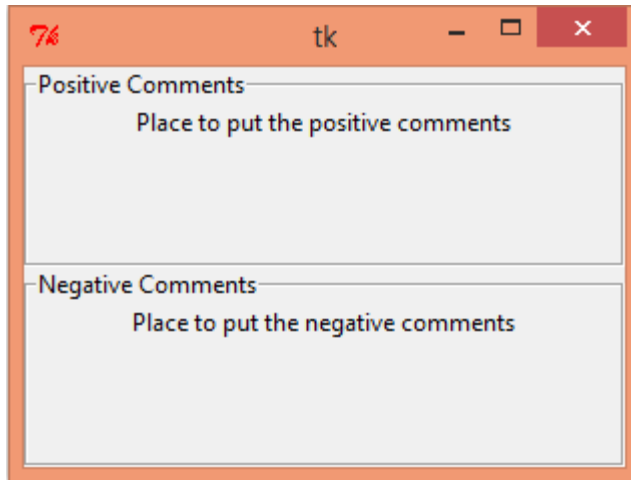 tk
Positive Comments
Place to put the positive comments
Negative Comments
Place to put the negative comments